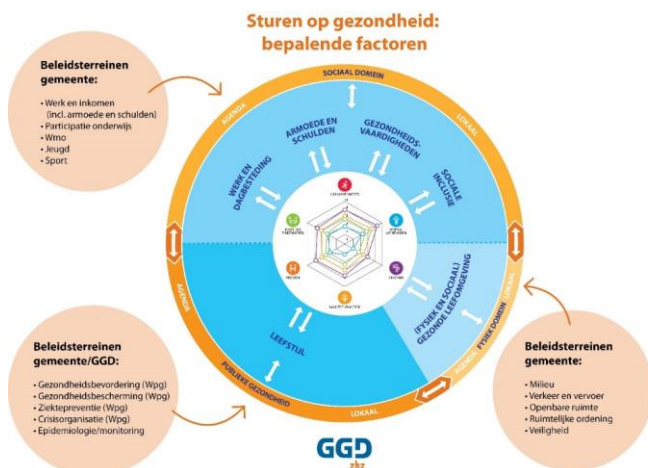 Sturen op gezondheid:
bepalende factoren
Beleidsterreinen
gemeente:
• Werk en inkomen
(incl. armoede en schulden)
• Participatie onderwijs
• Wmo
• Jeugd
• Sport
SOCIAAL DOMEIN
AGENDA
LOKAAL
WERK EN
DAGBESTEDING
ARMOEDE EN
SCHULDEN
GEZONDHEIDS-
VAARDIGHEDEN
SOCIALE
INCLUSIE
(FYSIEK EN SOCIAAL)
GEZONDE LEEFOMGEVING
LEEFSTIJL
AGENDA
PUBLIEKE GEZONDHEID
LOKAAL
AGENDA
FYSIEK DOMEIN
LOKAAL
Beleidsterreinen
gemeente/GGD:
• Gezondheidsbevordering (Wpg)
• Gezondheidsbescherming (Wpg)
• Ziektepreventie (Wpg)
• Crisisorganisatie (Wpg)
• Epidemiologie/monitoring
Beleidsterreinen
gemeente:
• Milieu
• Verkeer en vervoer
• Openbare ruimte
• Ruimtelijke ordening
• Veiligheid
GGD
zhz